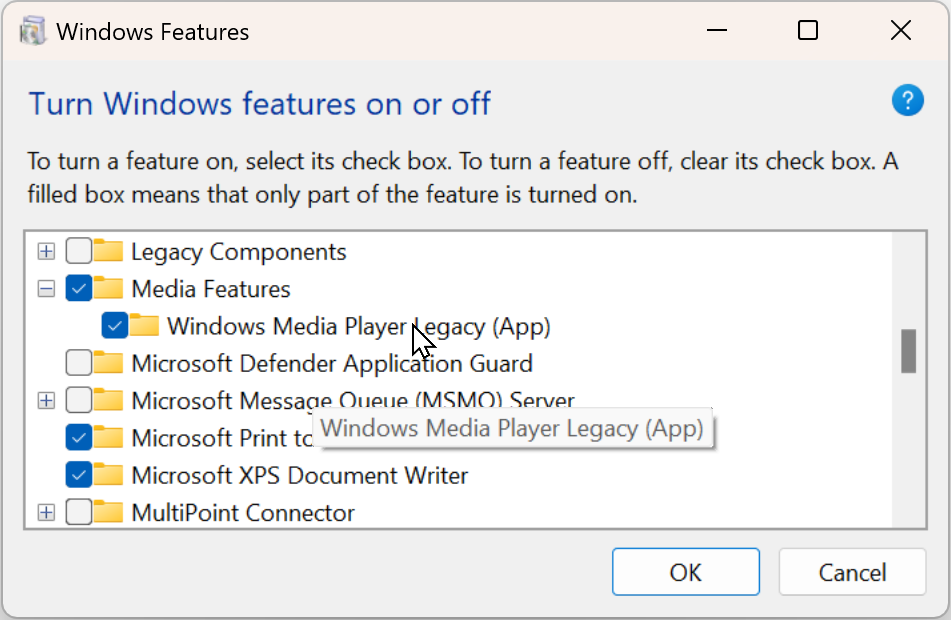 Windows Features
Turn Windows features on or off
?
To turn a feature on, select its check box. To turn a feature off, clear its check box. A
filled box means that only part of the feature is turned on.
Legacy Components
Media Features
Windows Media Player Legacy (App)
Microsoft Defender Application Guard
Microsoft Message Queue (MSMQ) Server
Microsoft Print to
Windows Media Player Legacy (App)
Microsoft XPS Document Writer
MultiPoint Connector
OK
Cancel